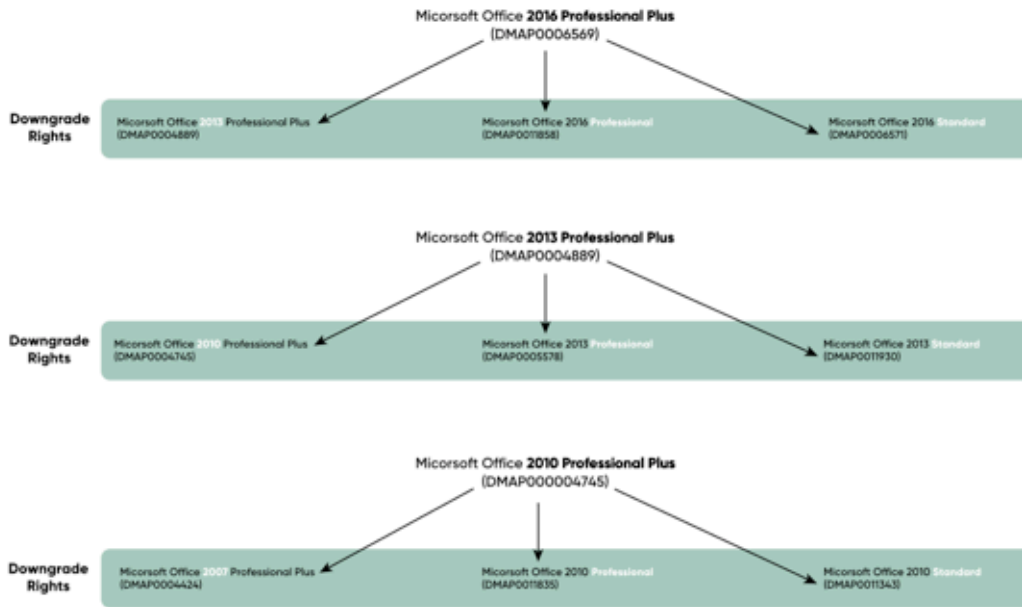 Micorsoft Office 2016 Professional Plus
(DMAP0006569)
Downgrade
Rights
Micorsoft Office 2013 Professional Plus
(DMAP0004889)
Micorsoft Office 2016 Professional
(DMAP0011858)
Micorsoft Office 2016 Standard
(DMAP0006571)
Micorsoft Office 2013 Professional Plus
(DMAP0004889)
Downgrade
Rights
Micorsoft Office 2010 Professional Plus
(DMAP0004745)
Micorsoft Office 2013 Professional
(DMAP0005578)
Micorsoft Office 2013 Standard
(DMAP0011930)
Micorsoft Office 2010 Professional Plus
(DMAP000004745)
Downgrade
Rights
Micorsoft Office 2007 Professional Plus
(DMAP0004424)
Micorsoft Office 2010 Professional
(DMAP0011835)
Micorsoft Office 2010 Standard
(DMAP0011343)